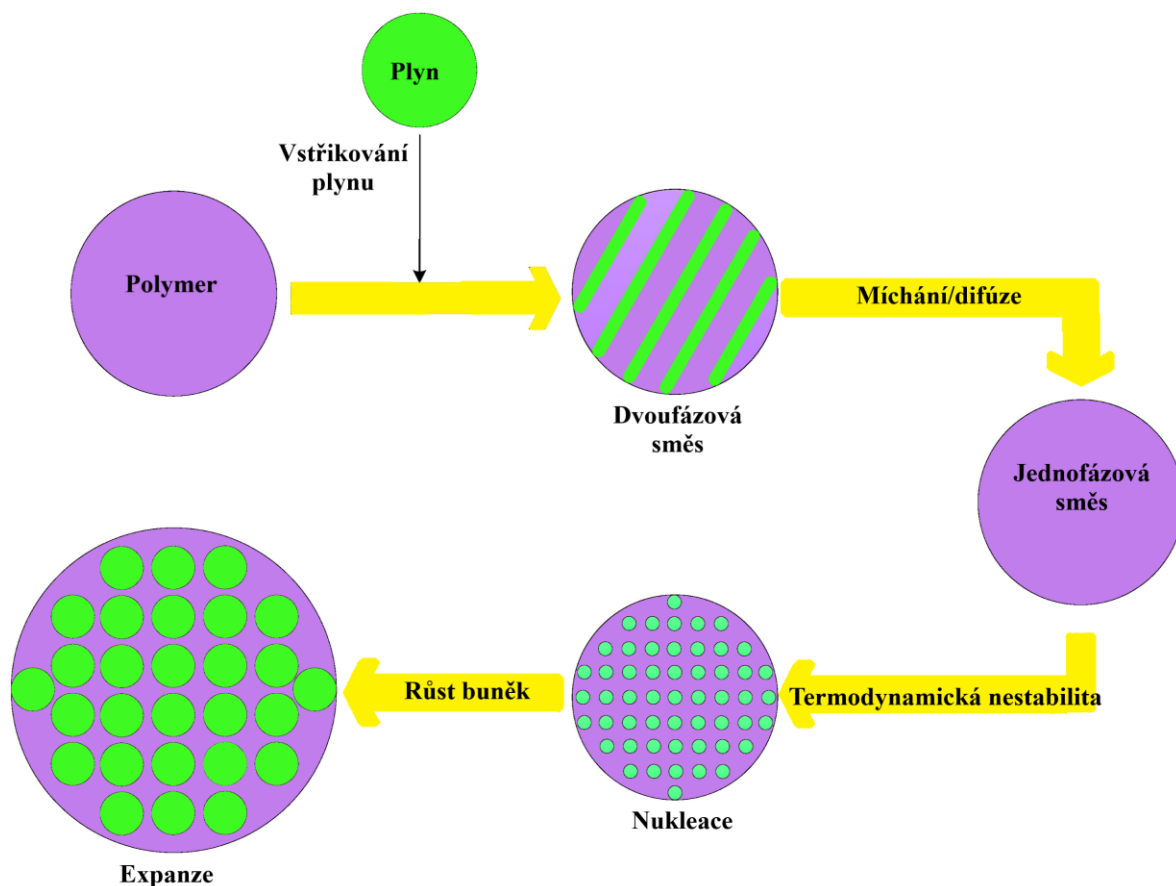 Plyn
Vstřikování
plynu
Polymer
Míchání/difúze
Dvoufázová
směs
Jednofázová
směs
Termodynamická nestabilita
Růst buněk
Nukleace
Expanze